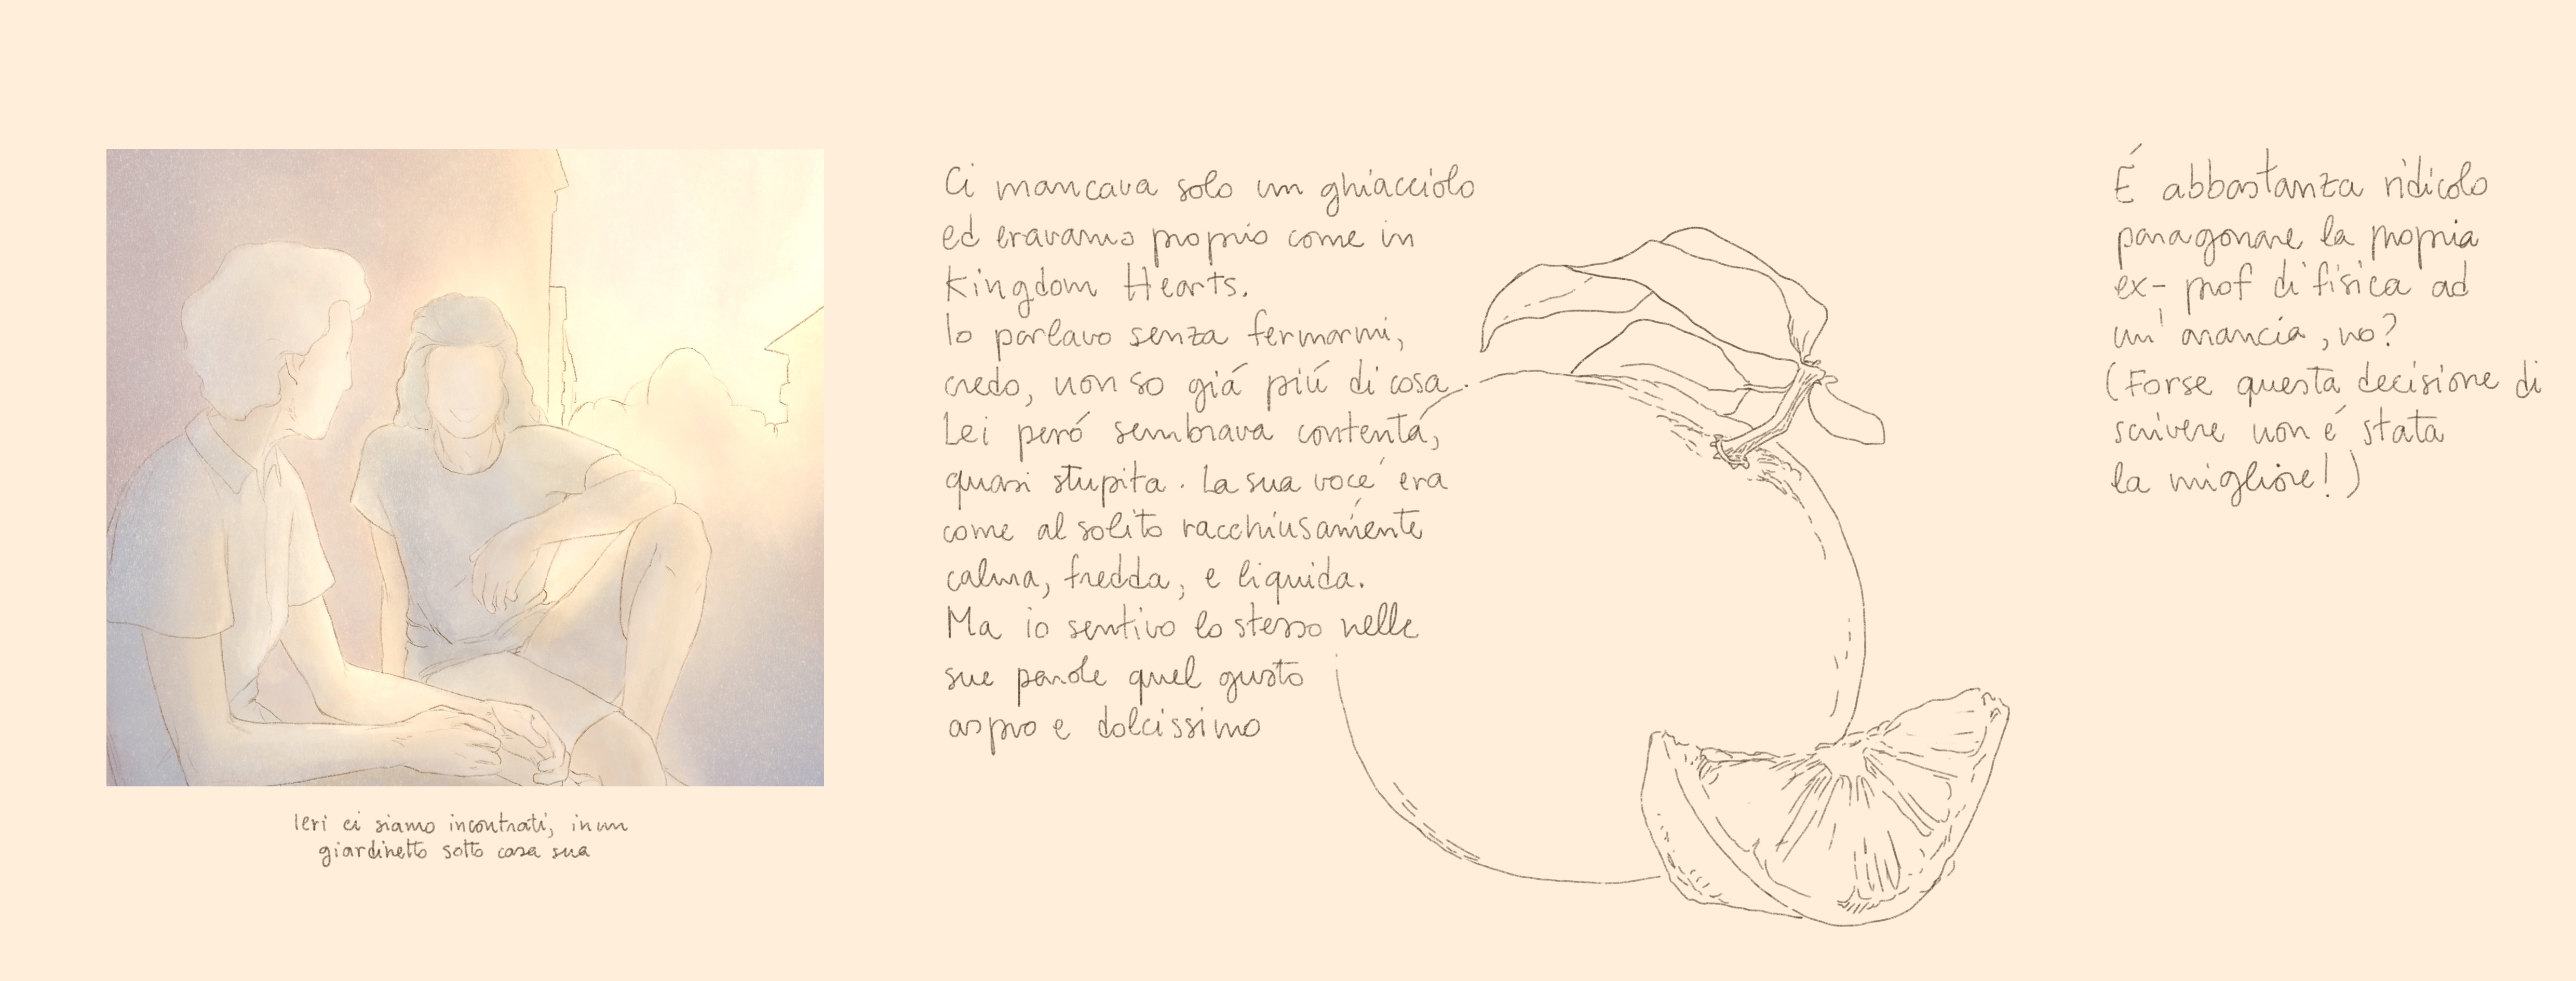 Ieri ci siamo incontrati, in un
giardinetto sotto casa sua
Ci mancava solo un ghiacciolo
ed eravamo proprio come in
Kingdom Hearts.
Io parlavo senza fermarmi,
credo, non so giá piú di cosa.
Lei peró sembrava contenta,
quasi stupita. La sua voce era
come al solito racchiusamente
calma, fredda, e liquida.
Ma io sentivo lo stesso nelle
sue parole quel gusto
aspro e dolcissimo
É abbastanza ridicolo
paragonare la propria
ex-prof di fisica ad
un'arancia, no?
(Forse questa decisione di
scrivere non é stata
la migliore!)